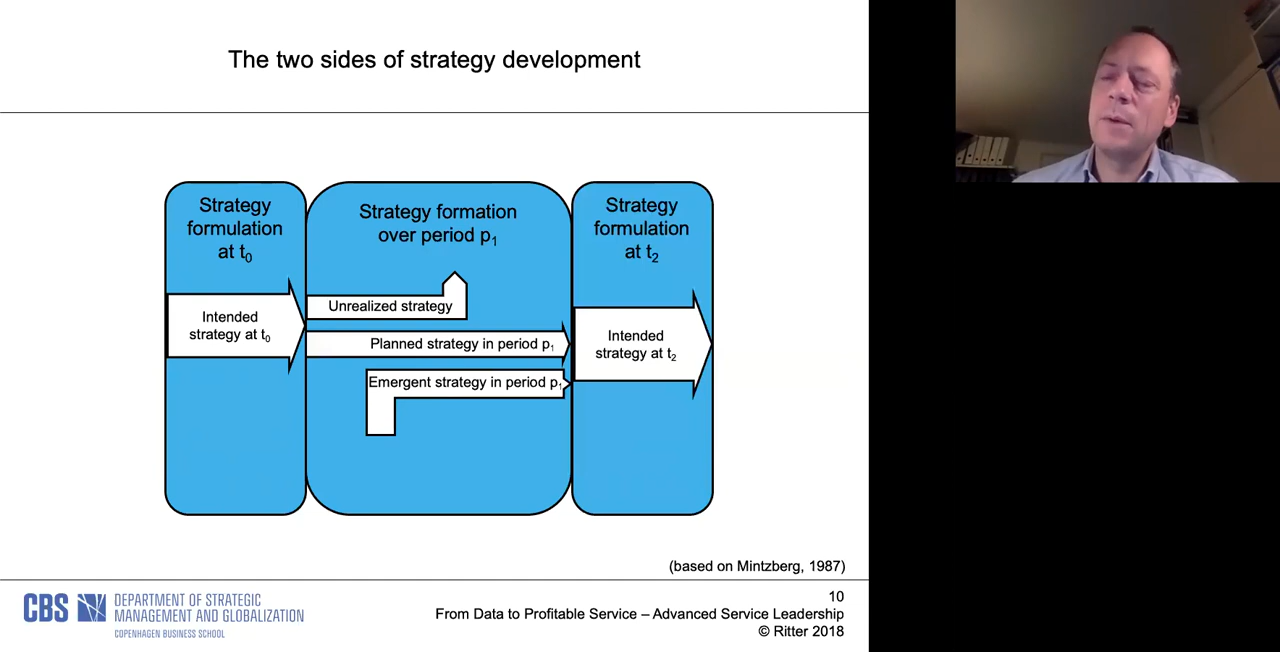 The two sides of strategy development
Strategy
formulation
at t0
Strategy formation
over period p1
Strategy
formulation
at t2
Intended
strategy at t0
Unrealized strategy
Planned strategy in period p1
Emergent strategy in period p1
Intended
strategy at t2
(based on Mintzberg, 1987)
CBS
DEPARTMENT OF STRATEGIC
MANAGEMENT AND GLOBALIZATION
COPENHAGEN BUSINESS SCHOOL
10
From Data to Profitable Service – Advanced Service Leadership
© Ritter 2018